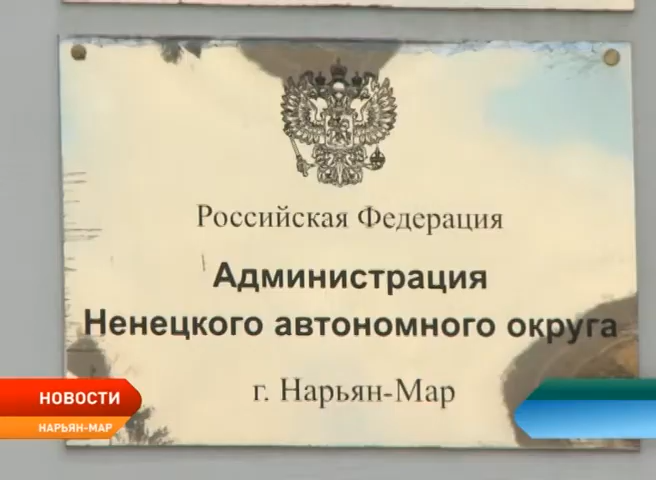 Российская Федерация
Администрация
Ненецкого автономного округа
г. Нарьян-Мар
НОВОСТИ
НАРЬЯН-МАР